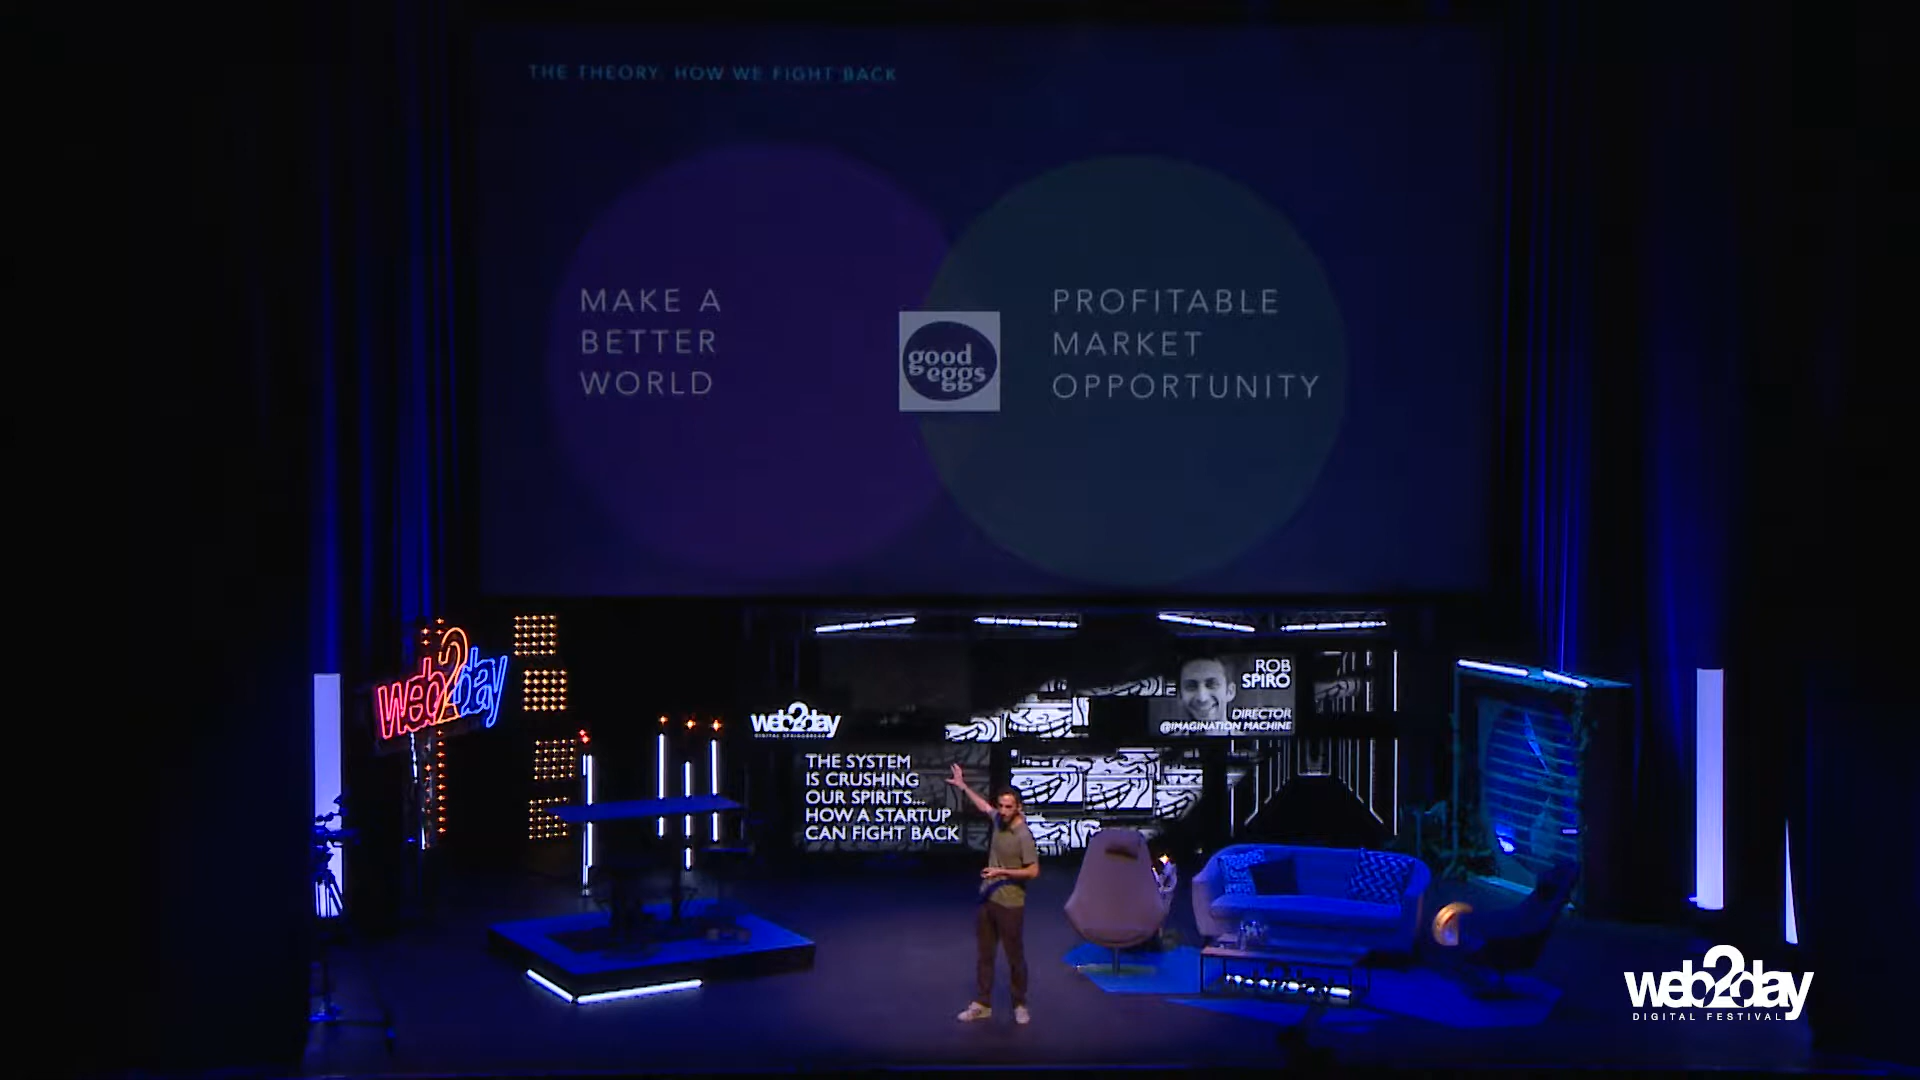 THE THEORY: HOW WE FIGHT BACK
MAKE A
BETTER
WORLD
good
eggs
PROFITABLE
MARKET
OPPORTUNITY
web2day
web2day
THE SYSTEM
IS CRUSHING
OUR SPIRITS...
HOW A STARTUP
CAN FIGHT BACK
ROB
SPIRO
DIRECTOR
@IMAGINATION MACHINE
web2day
DIGITAL FESTIVAL